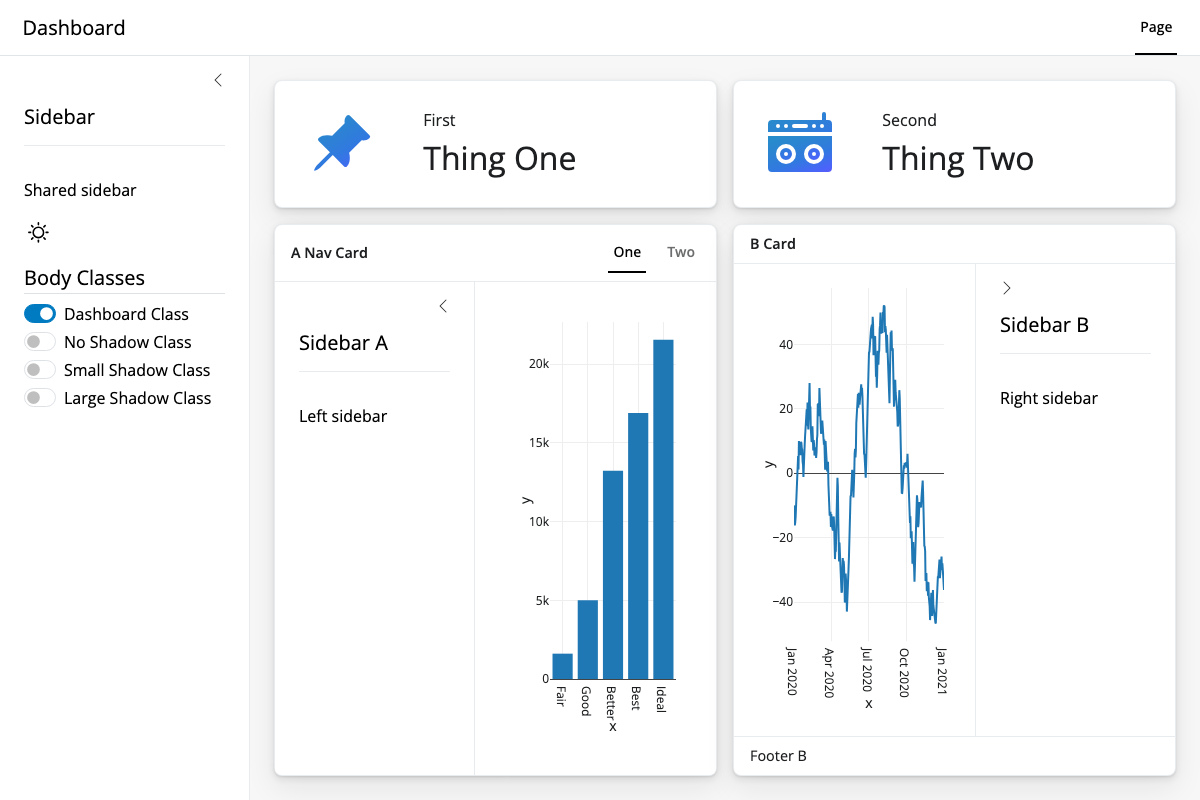 Dashboard
Page
Sidebar
Shared sidebar
Body Classes
Dashboard Class
No Shadow Class
Small Shadow Class
Large Shadow Class
First
Thing One
Second
Thing Two
A Nav Card
One
Two
Sidebar A
Left sidebar
20k
15k
10k
5k
0
y
Fair
Good
Better
Best
Ideal
x
B Card
40
20
0
−20
−40
y
Jan 2020
Apr 2020
Jul 2020
Oct 2020
Jan 2021
x
Sidebar B
Right sidebar
Footer B